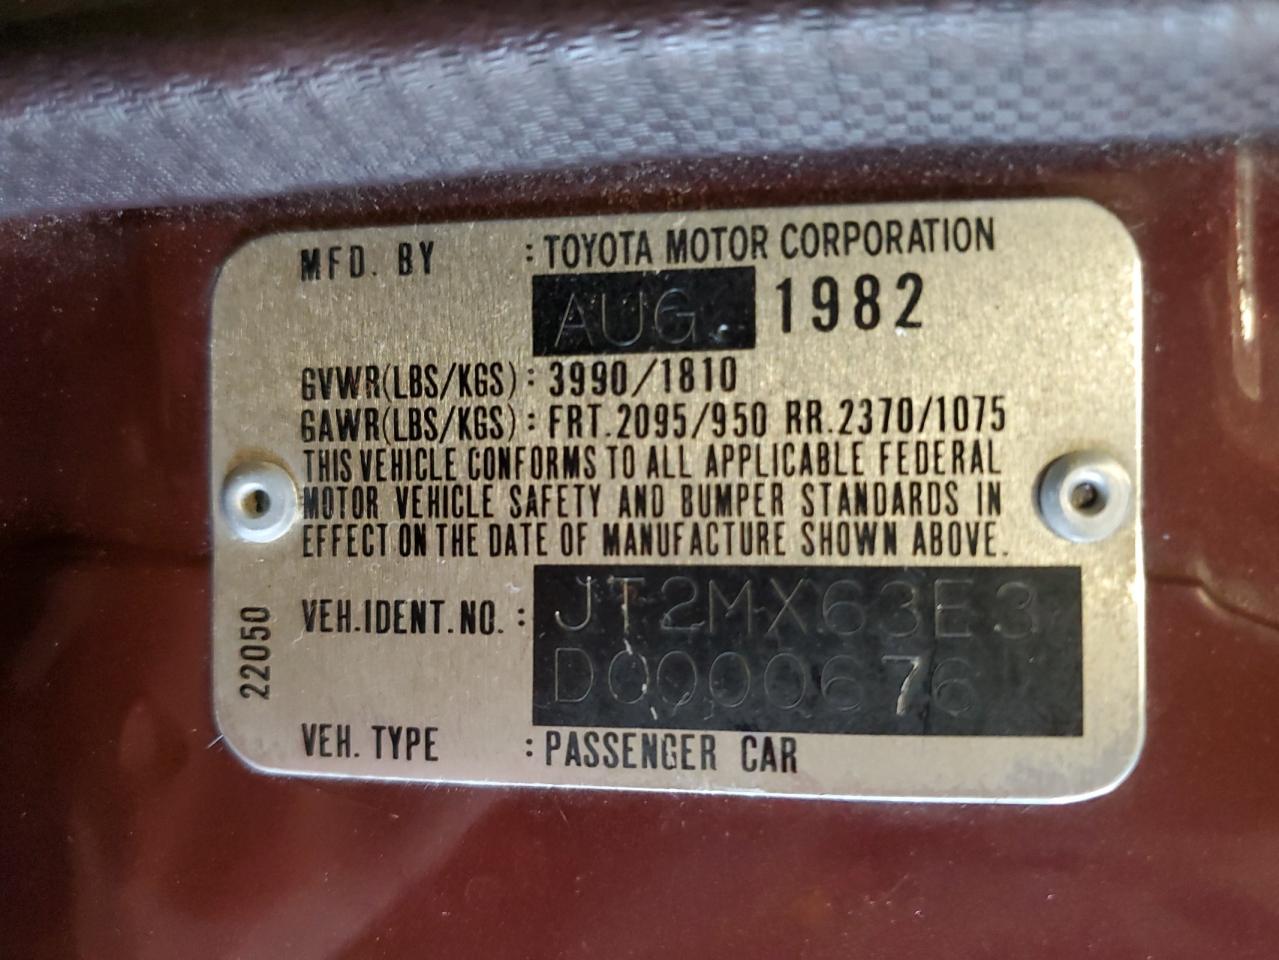 MFD. BY : TOYOTA MOTOR CORPORATION
AUG. 1982
GVWR(LBS/KGS): 3990/1810
GAWR(LBS/KGS): FRT.2095/950 RR.2370/1075
THIS VEHICLE CONFORMS TO ALL APPLICABLE FEDERAL
MOTOR VEHICLE SAFETY AND BUMPER STANDARDS IN
EFFECT ON THE DATE OF MANUFACTURE SHOWN ABOVE.
VEH.IDENT.NO. : JT2MX63E3
D0000676
VEH. TYPE : PASSENGER CAR
22050